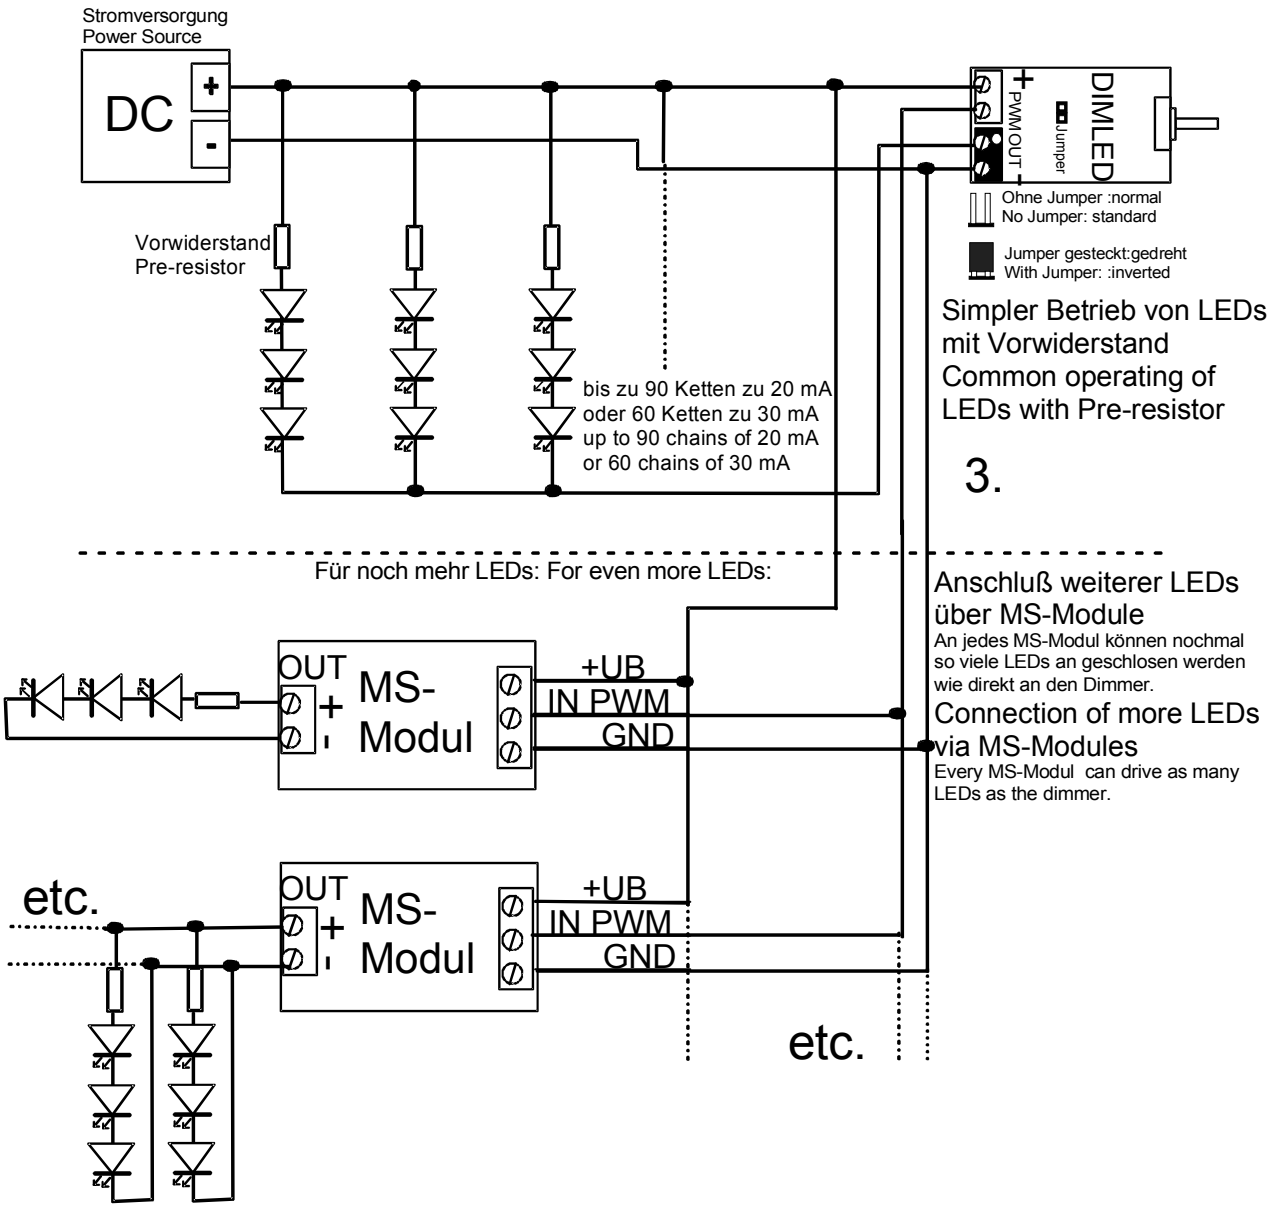 Stromversorgung
Power Source
DC
+
-
+
PWM OUT
-
Jumper
DIMLED
Ohne Jumper :normal
No Jumper: standard
Jumper gesteckt:gedreht
With Jumper: :inverted
Vorwiderstand
Pre-resistor
Simpler Betrieb von LEDs
mit Vorwiderstand
Common operating of
LEDs with Pre-resistor
bis zu 90 Ketten zu 20 mA
oder 60 Ketten zu 30 mA
up to 90 chains of 20 mA
or 60 chains of 30 mA
3.
Für noch mehr LEDs: For even more LEDs:
Anschluß weiterer LEDs
über MS-Module
An jedes MS-Modul können nochmal
so viele LEDs an geschlosen werden
wie direkt an den Dimmer.
Connection of more LEDs
via MS-Modules
Every MS-Modul can drive as many
LEDs as the dimmer.
OUT
+
-
MS-
Modul
+UB
IN PWM
GND
etc.
OUT
+
-
MS-
Modul
+UB
IN PWM
GND
etc.